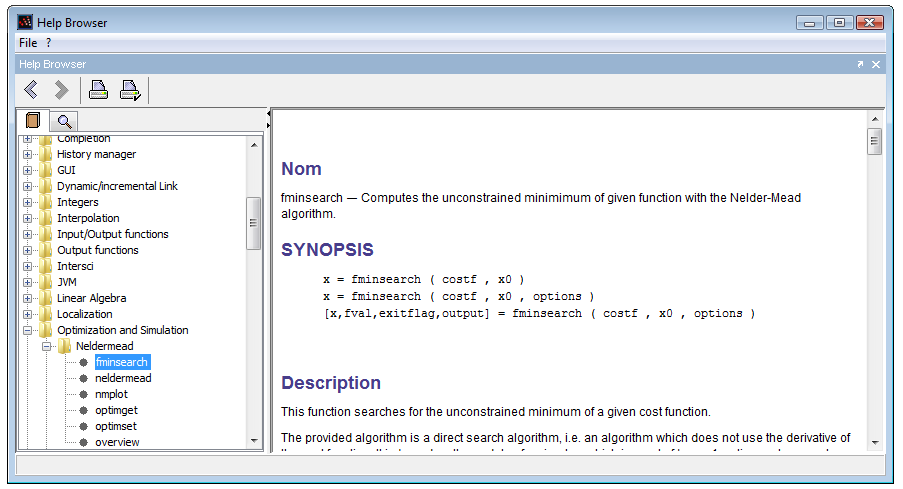 Help Browser
File ?
Help Browser
Completion
History manager
GUI
Dynamic/incremental Link
Integers
Interpolation
Input/Output functions
Output functions
Intersci
JVM
Linear Algebra
Localization
Optimization and Simulation
Neldermead
fminsearch
neldermead
nmplot
optimget
optimset
overview
Nom
fminsearch — Computes the unconstrained minimimum of given function with the Nelder-Mead
algorithm.
SYNOPSIS
x = fminsearch ( costf , x0 )
x = fminsearch ( costf , x0 , options )
[x,fval,exitflag,output] = fminsearch ( costf , x0 , options )
Description
This function searches for the unconstrained minimum of a given cost function.
The provided algorithm is a direct search algorithm, i.e. an algorithm which does not use the derivative of